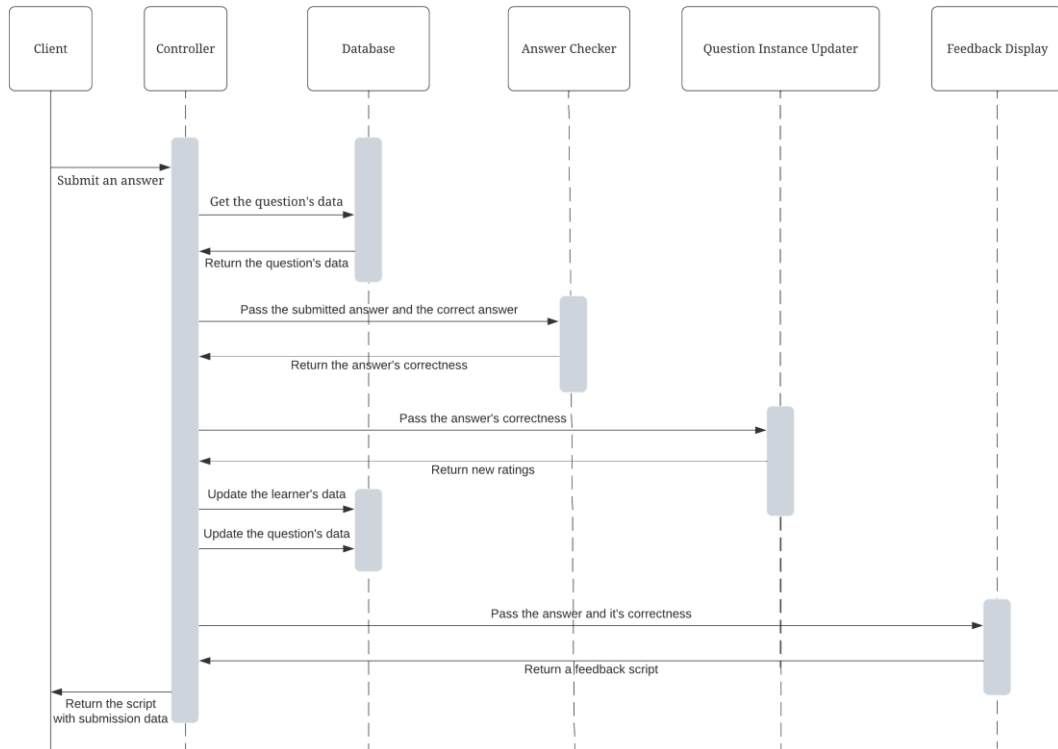 Client
Controller
Database
Answer Checker
Question Instance Updater
Feedback Display
Submit an answer
Get the question's data
Return the question's data
Pass the submitted answer and the correct answer
Return the answer's correctness
Pass the answer's correctness
Return new ratings
Update the learner's data
Update the question's data
Pass the answer and it's correctness
Return a feedback script
Return the script
with submission data